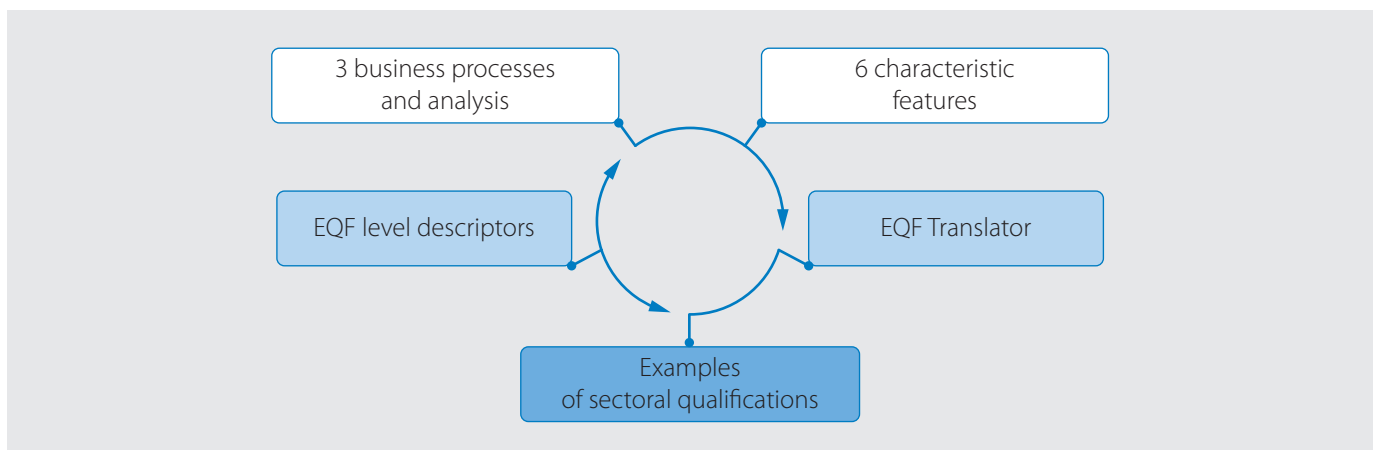 3 business processes
and analysis
6 characteristic
features
EQF level descriptors
EQF Translator
Examples
of sectoral qualifications